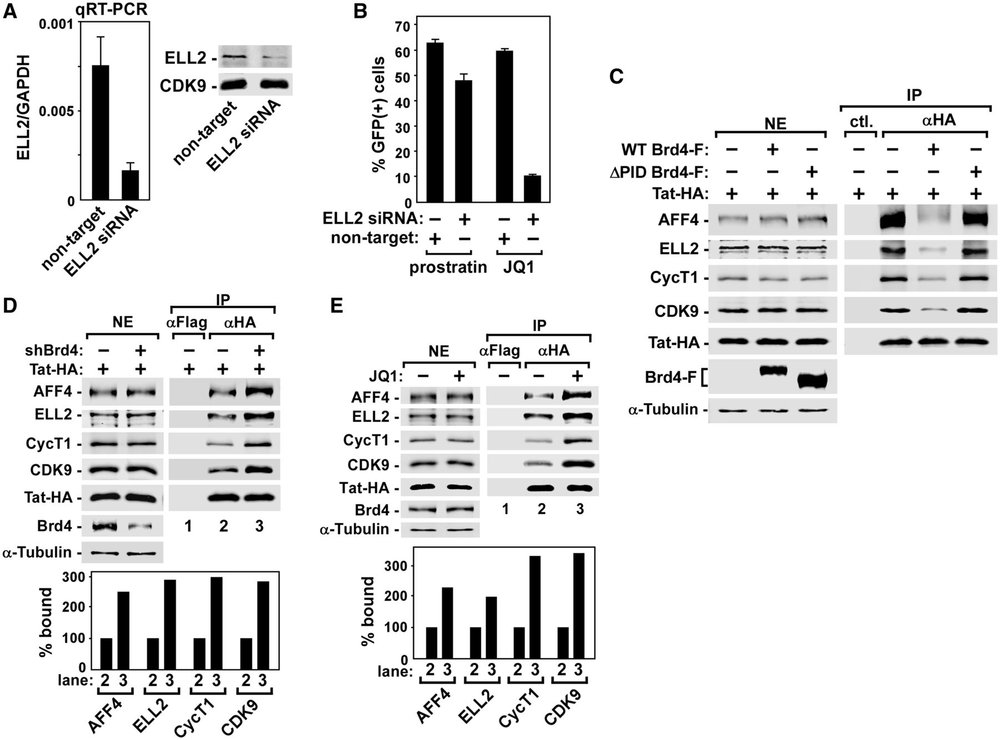 A
qRT-PCR
0.001
0.005
0
ELL2/GAPDH
non-target
ELL2 siRNA
ELL2 -
CDK9 -
non-target
ELL2 siRNA
B
70
60
50
40
30
20
10
0
% GFP(+) cells
ELL2 siRNA: – + – +
non-target: + – + –
prostratin JQ1
C
IP
NE ctl. αHA
WT Brd4-F: – + – – – + –
ΔPID Brd4-F: – – + – – – +
Tat-HA: + + + + + + +
AFF4 -
ELL2 -
CycT1 -
CDK9 -
Tat-HA -
Brd4-F [
α-Tubulin -
D
IP
NE αFlag αHA
shBrd4: – + – – +
Tat-HA: + + + + +
AFF4 -
ELL2 -
CycT1 -
CDK9 -
Tat-HA -
Brd4 - 1 2 3
α-Tubulin -
300
200
100
0
% bound
lane: 2 3 2 3 2 3 2 3
AFF4 ELL2 CycT1 CDK9
E
IP
NE αFlag αHA
JQ1: – + – – +
AFF4 -
ELL2 -
CycT1 -
CDK9 -
Tat-HA -
Brd4 - 1 2 3
α-Tubulin -
300
200
100
0
% bound
lane: 2 3 2 3 2 3 2 3
AFF4 ELL2 CycT1 CDK9